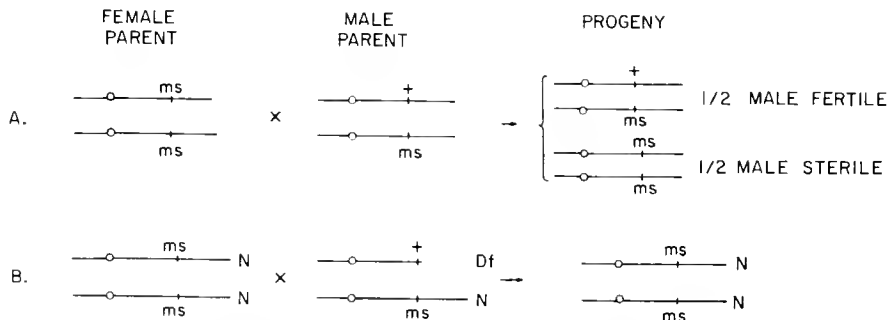 FEMALE PARENT
MALE PARENT
PROGENY
A.
ms
ms
×
+
ms
→
+
ms
1/2 MALE FERTILE
ms
ms
1/2 MALE STERILE
B.
ms N
ms N
×
+ Df
ms N
→
ms N
ms N